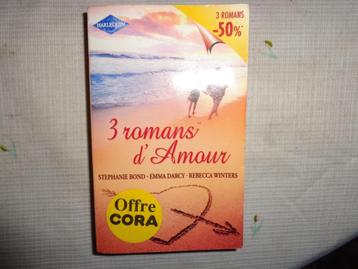 HARLEQUIN
3 ROMANS
-50%*
3 romans
d'Amour
STEPHANIE BOND - EMMA DARCY - REBECCA WINTERS
Offre
CORA